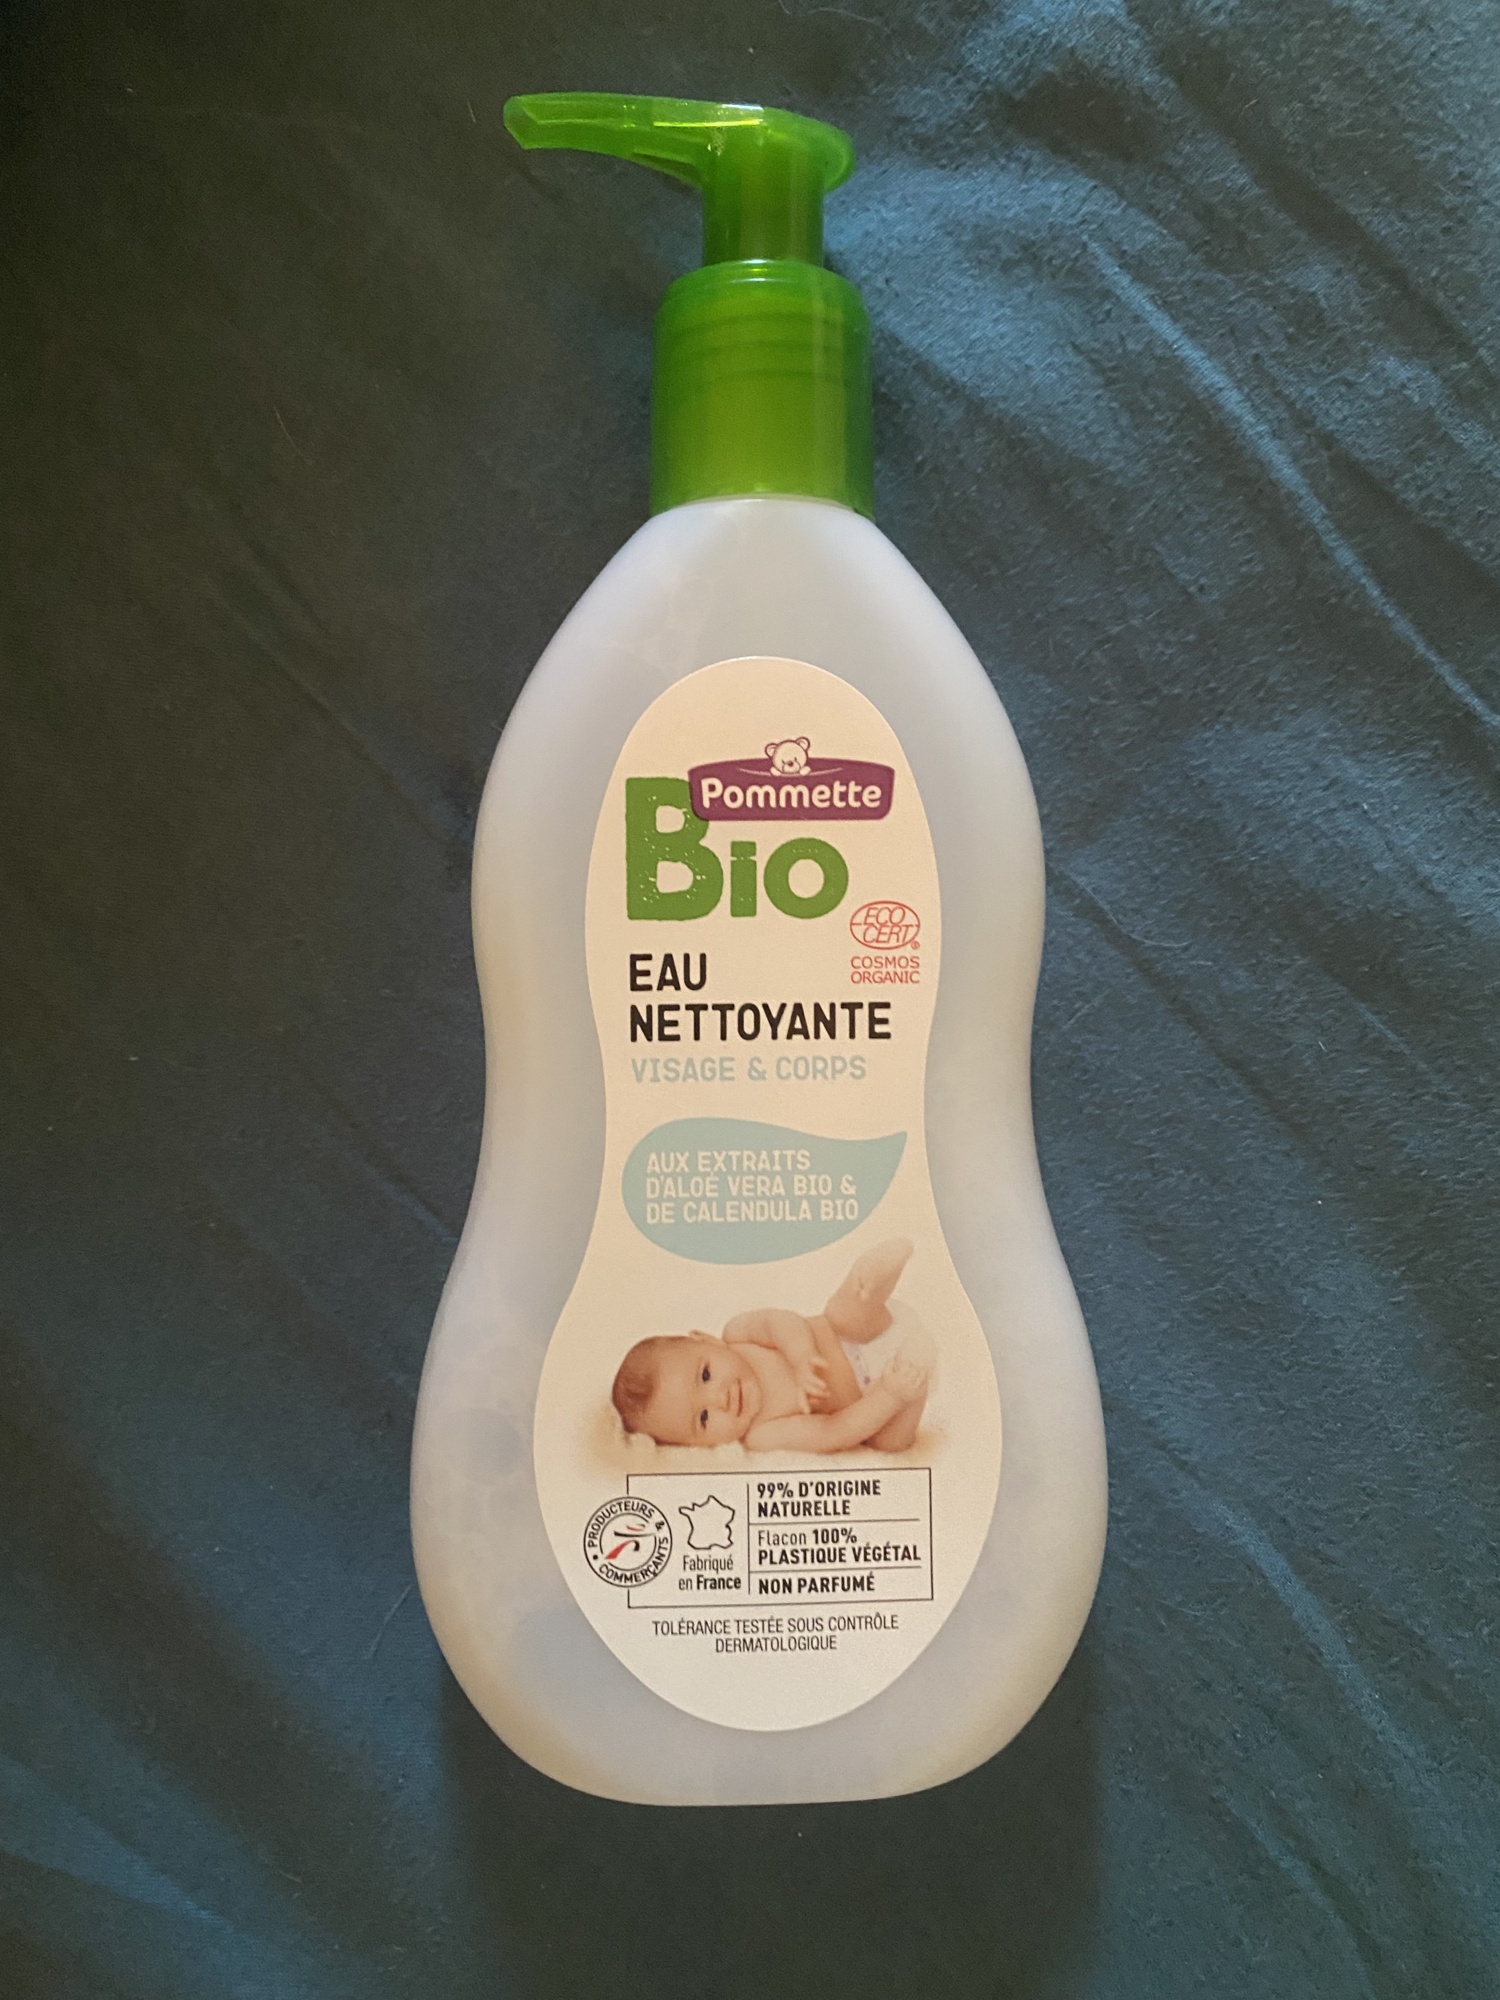 Pommette
Bio
ECO
CERT®
COSMOS
ORGANIC
EAU
NETTOYANTE
VISAGE & CORPS
AUX EXTRAITS
D'ALOÉ VERA BIO &
DE CALENDULA BIO
PRODUCTEURS &
COMMERÇANTS
Fabriqué
en France
99% D'ORIGINE
NATURELLE
Flacon 100%
PLASTIQUE VÉGÉTAL
NON PARFUMÉ
TOLÉRANCE TESTÉE SOUS CONTRÔLE
DERMATOLOGIQUE